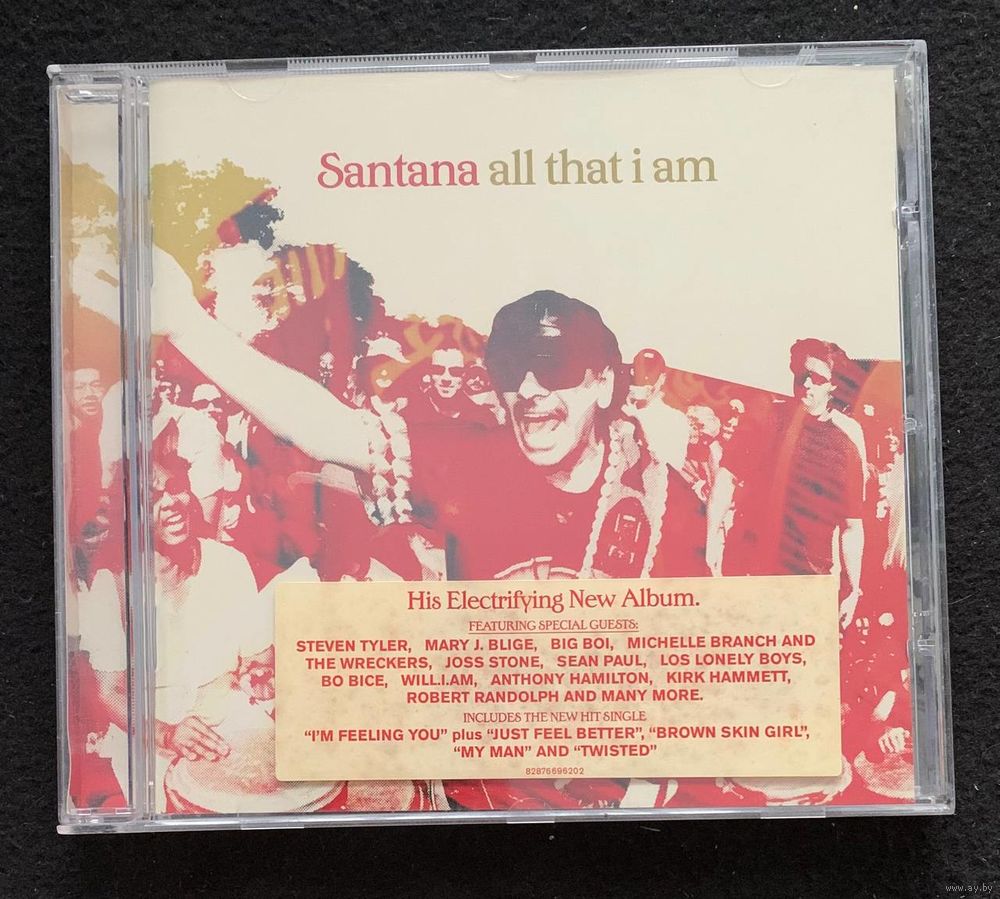 Santana all that i am
His Electrifying New Album.
FEATURING SPECIAL GUESTS:
STEVEN TYLER, MARY J. BLIGE, BIG BOI, MICHELLE BRANCH AND
THE WRECKERS, JOSS STONE, SEAN PAUL, LOS LONELY BOYS,
BO BICE, WILL.I.AM, ANTHONY HAMILTON, KIRK HAMMETT,
ROBERT RANDOLPH AND MANY MORE.
INCLUDES THE NEW HIT SINGLE
“I’M FEELING YOU” plus “JUST FEEL BETTER”, “BROWN SKIN GIRL”,
“MY MAN” AND “TWISTED”
82876696202
www.ay.by